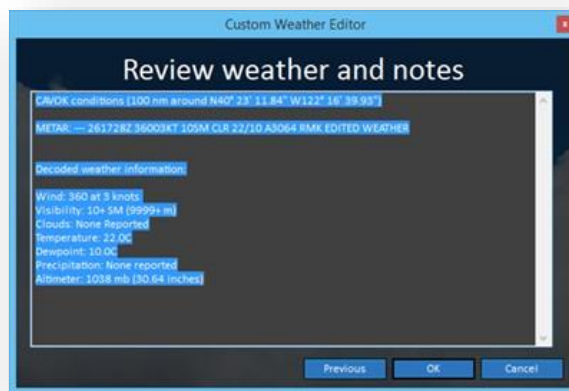 Custom Weather Editor
x
Review weather and notes
CAVOK conditions (100 nm around N40° 23' 11.84" W122° 16' 39.93")
METAR: --- 261728Z 36003KT 10SM CLR 22/10 A3064 RMK EDITED WEATHER
Decoded weather information:
Wind: 360 at 3 knots
Visibility: 10+ SM (9999+ m)
Clouds: None Reported
Temperature: 22.0C
Dewpoint: 10.0C
Precipitation: None reported
Altimeter: 1038 mb (30.64 inches)
Previous OK Cancel